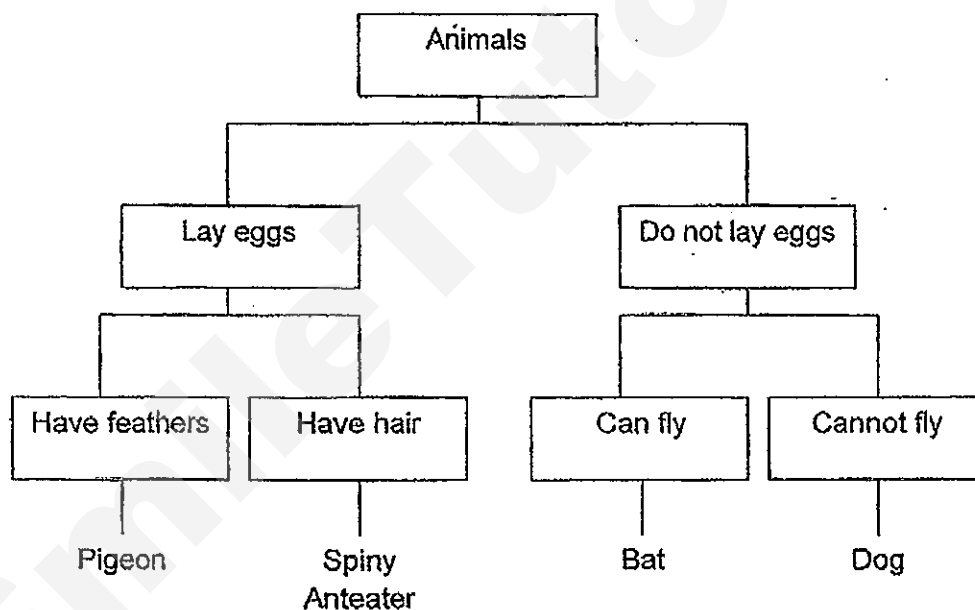 Animals
Lay eggs
Do not lay eggs
Have feathers
Have hair
Can fly
Cannot fly
Pigeon
Spiny
Anteater
Bat
Dog